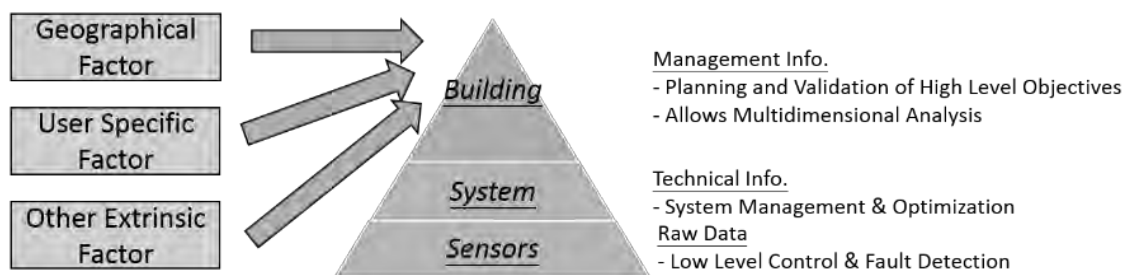 Geographical
Factor
User Specific
Factor
Other Extrinsic
Factor
Building
System
Sensors
Management Info.
- Planning and Validation of High Level Objectives
- Allows Multidimensional Analysis
Technical Info.
- System Management & Optimization
Raw Data
- Low Level Control & Fault Detection